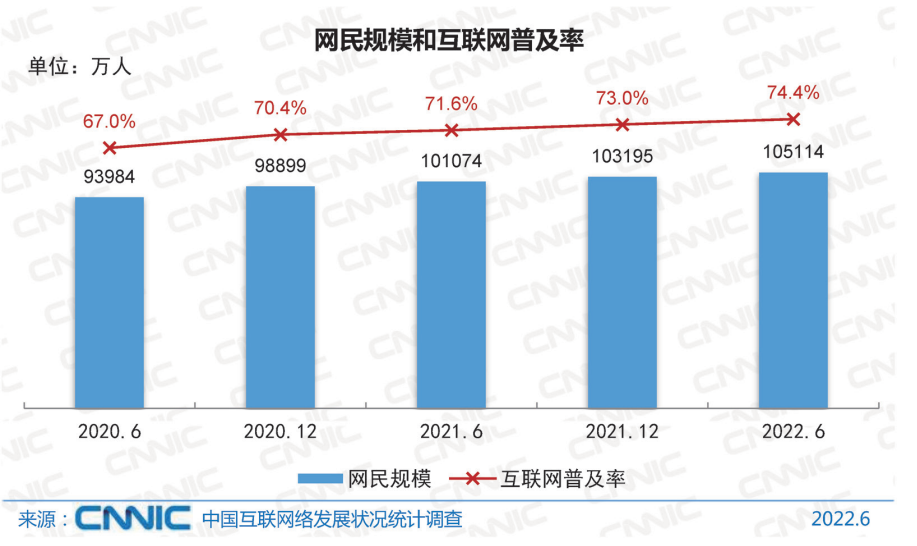 网民规模和互联网普及率
单位：万人
67.0% 70.4% 71.6% 73.0% 74.4%
93984 98899 101074 103195 105114
2020.6 2020.12 2021.6 2021.12 2022.6
网民规模 互联网普及率
来源：CNNIC 中国互联网络发展状况统计调查 2022.6